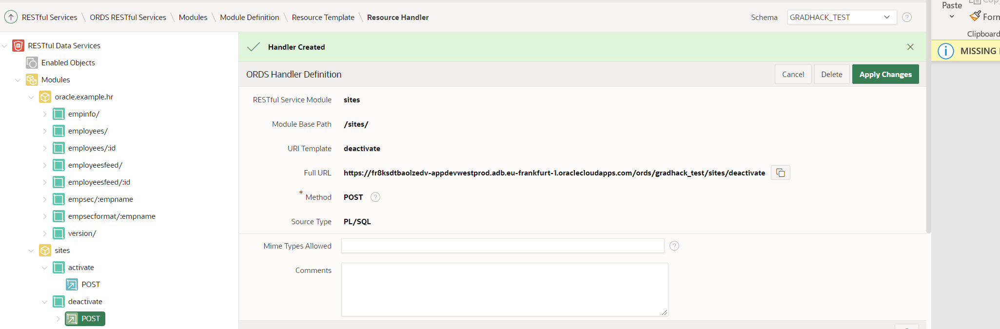 RESTful Services \ ORDS RESTful Services \ Modules \ Module Definition \ Resource Template \ Resource Handler
Schema GRADHACK_TEST ?
Paste
Form
Clipboard
MISSING
RESTful Data Services
Enabled Objects
Modules
oracle.example.hr
empinfo/
employees/
employees/:id
employeesfeed/
employeesfeed/:id
empsec/:empname
empsecformat/:empname
version/
sites
activate
POST
deactivate
POST
Handler Created
ORDS Handler Definition Cancel Delete Apply Changes
RESTful Service Module sites
Module Base Path /sites/
URI Template deactivate
Full URL https://fr8ksdtbaolzedv-appdevwestprod.adb.eu-frankfurt-1.oraclecloudapps.com/ords/gradhack_test/sites/deactivate
* Method POST ?
Source Type PL/SQL
Mime Types Allowed ?
Comments